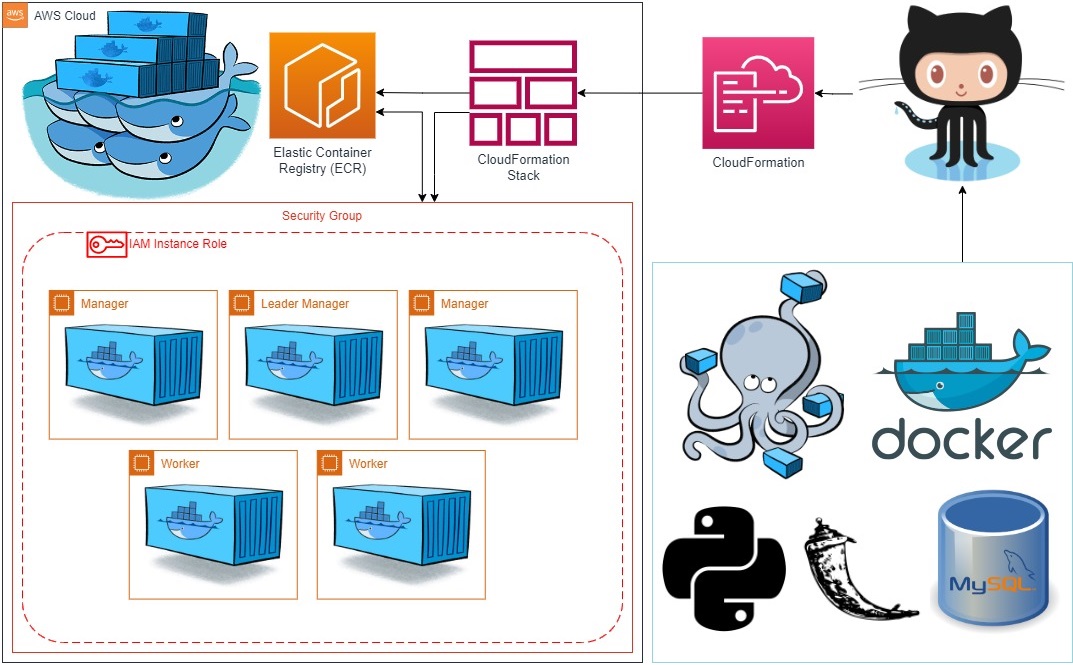 aws
AWS Cloud
Elastic Container
Registry (ECR)
CloudFormation
Stack
CloudFormation
Security Group
IAM Instance Role
Manager
Leader Manager
Manager
Worker
Worker
docker
MySQL